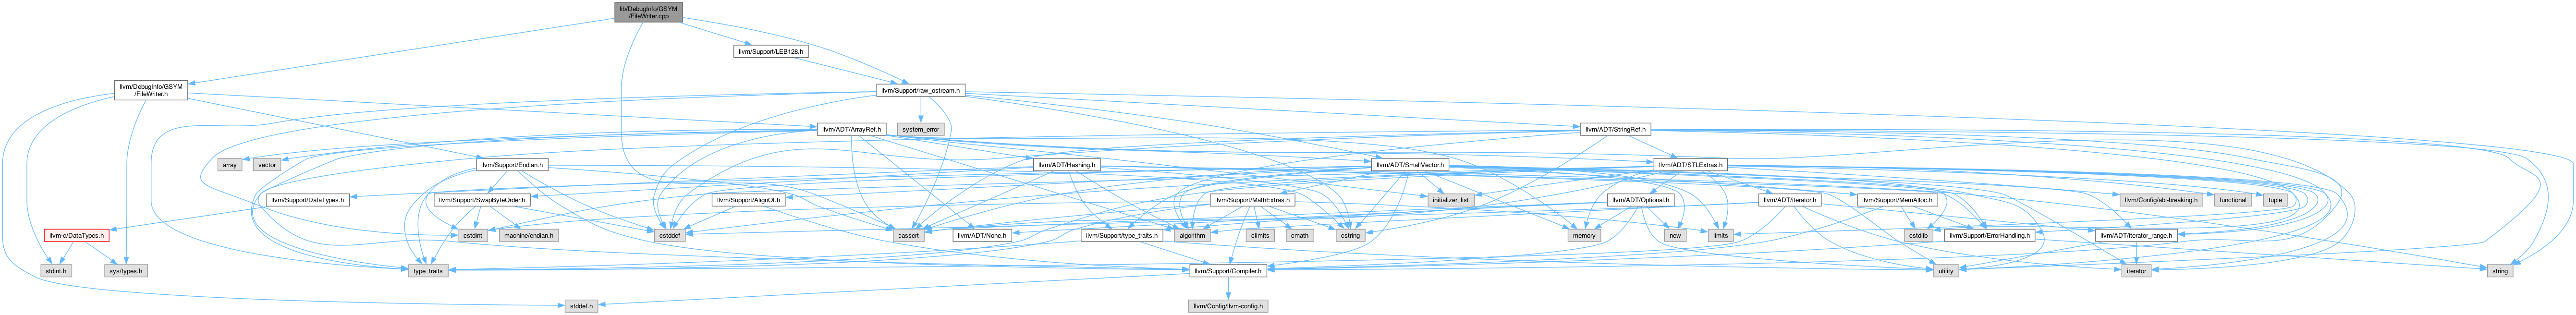 lib/DebugInfo/GSYM
/FileWriter.cpp
llvm/Support/LEB128.h
llvm/DebugInfo/GSYM
/FileWriter.h
llvm/Support/raw_ostream.h
system_error
llvm/ADT/ArrayRef.h
llvm/ADT/StringRef.h
array
vector
llvm/Support/Endian.h
llvm/ADT/Hashing.h
llvm/ADT/SmallVector.h
llvm/ADT/STLExtras.h
llvm/Support/DataTypes.h
llvm/Support/SwapByteOrder.h
llvm/Support/AlignOf.h
initializer_list
llvm/Support/MathExtras.h
llvm/ADT/Optional.h
llvm/ADT/iterator.h
llvm/Support/MemAlloc.h
llvm/Config/abi-breaking.h
functional
tuple
llvm-c/DataTypes.h
cstdint
machine/endian.h
cstddef
cassert
llvm/ADT/None.h
llvm/Support/type_traits.h
algorithm
climits
cmath
cstring
memory
new
limits
cstdlib
llvm/Support/ErrorHandling.h
llvm/ADT/iterator_range.h
stdint.h
sys/types.h
type_traits
llvm/Support/Compiler.h
utility
iterator
string
stddef.h
llvm/Config/llvm-config.h